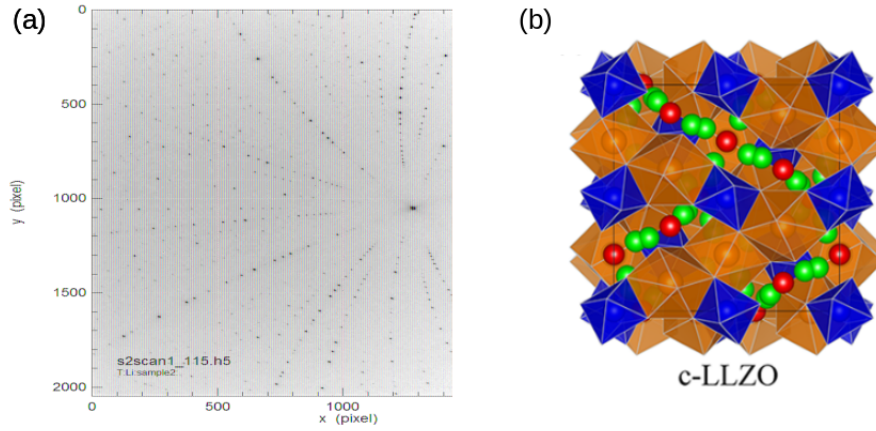 (a)
0
500
1000
1500
2000
y (pixel)
s2scan1_115.h5
T:Li:sample2...
0
500
1000
x (pixel)
(b)
c-LLZO